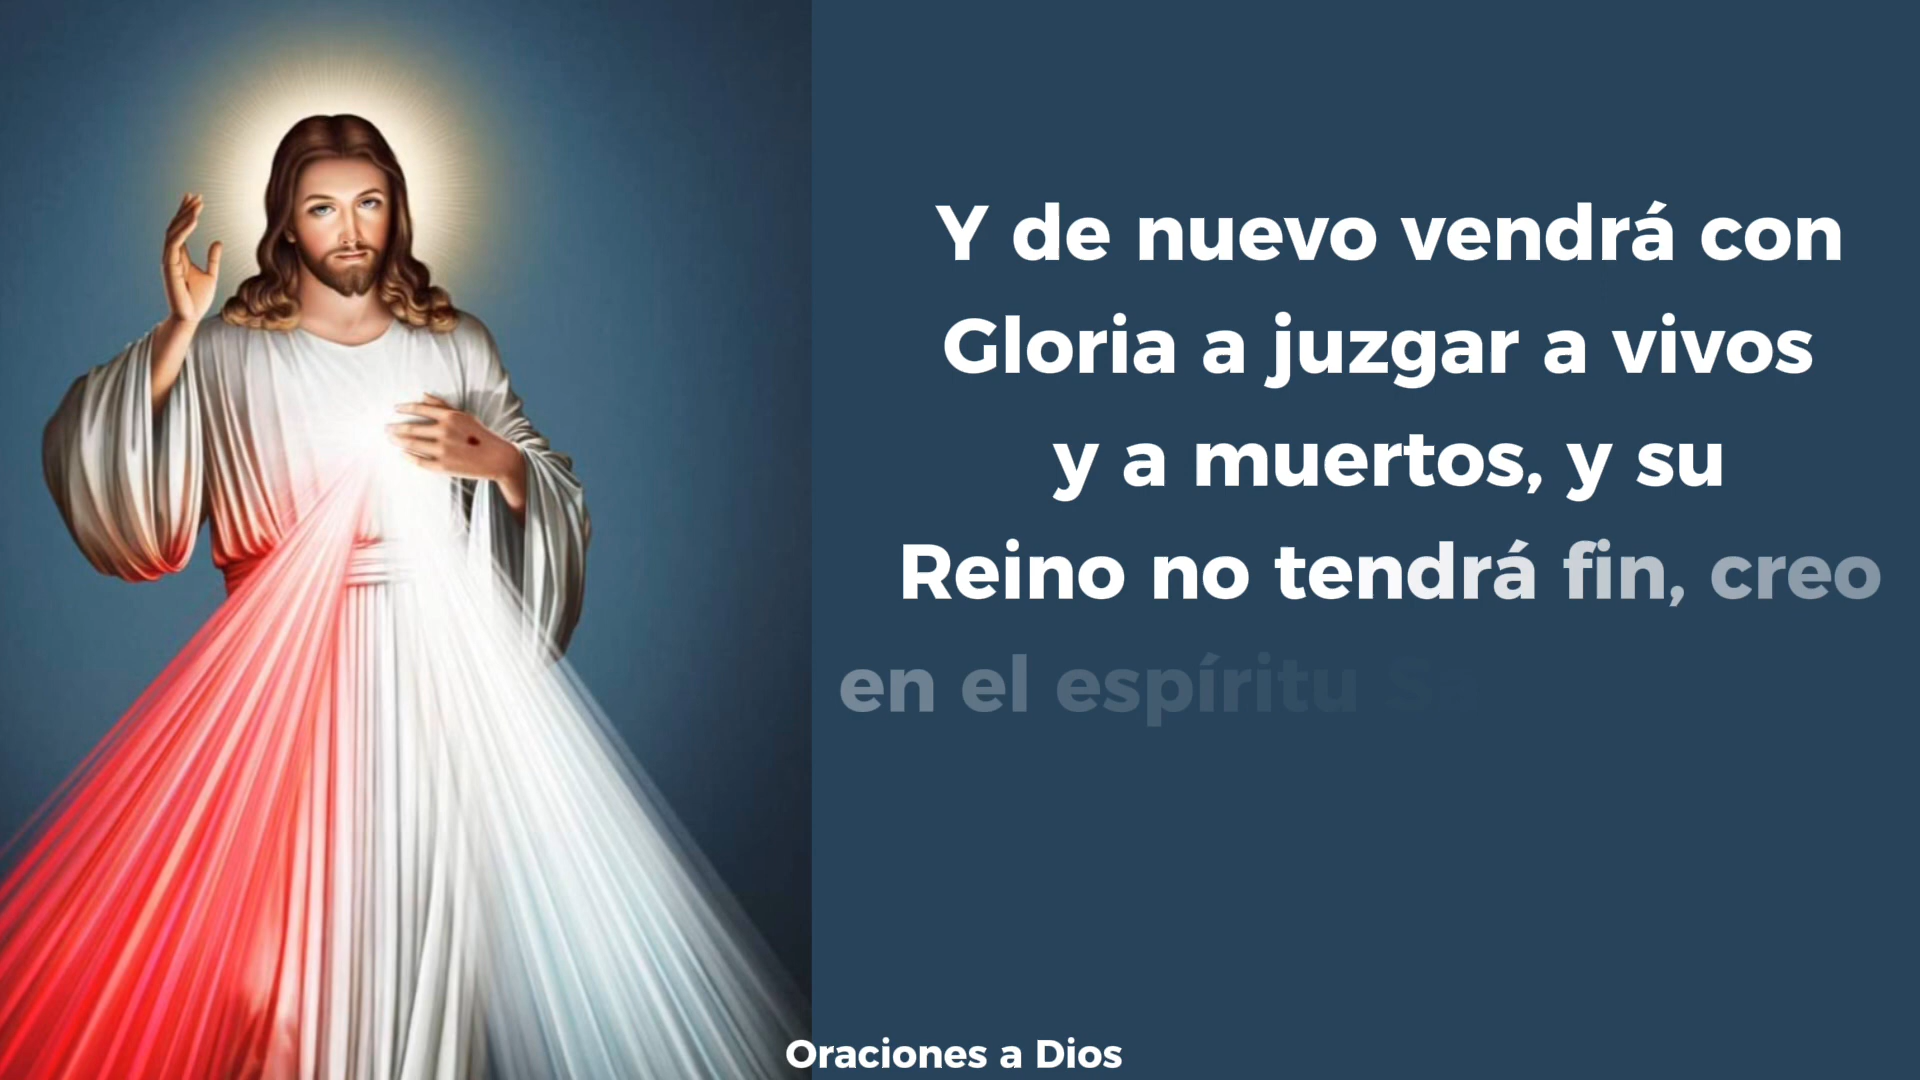 Y de nuevo vendrá con
Gloria a juzgar a vivos
y a muertos, y su
Reino no tendrá fin, creo
en el espíritu
Oraciones a Dios